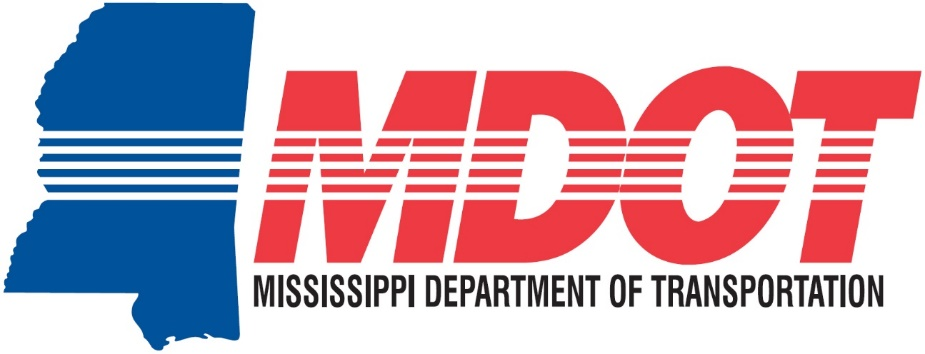 MDOT
MISSISSIPPI DEPARTMENT OF TRANSPORTATION